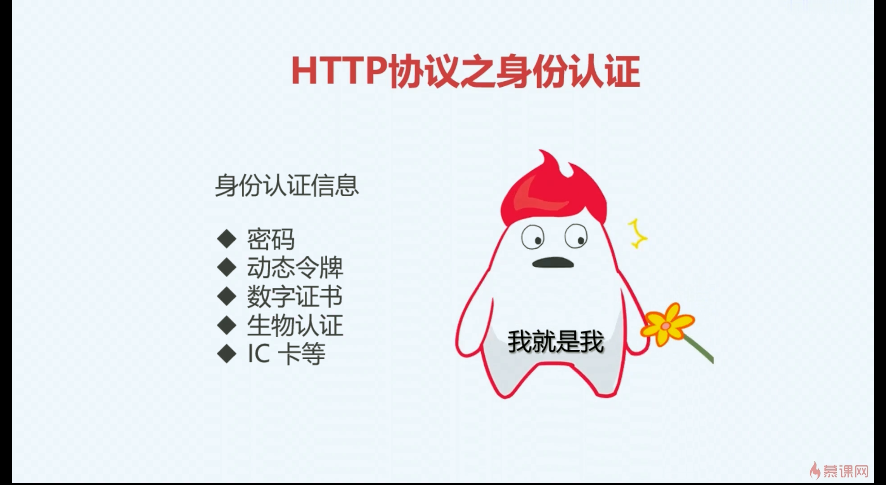 HTTP协议之身份认证
身份认证信息
◆ 密码
◆ 动态令牌
◆ 数字证书
◆ 生物认证
◆ IC 卡等
我就是我
慕课网